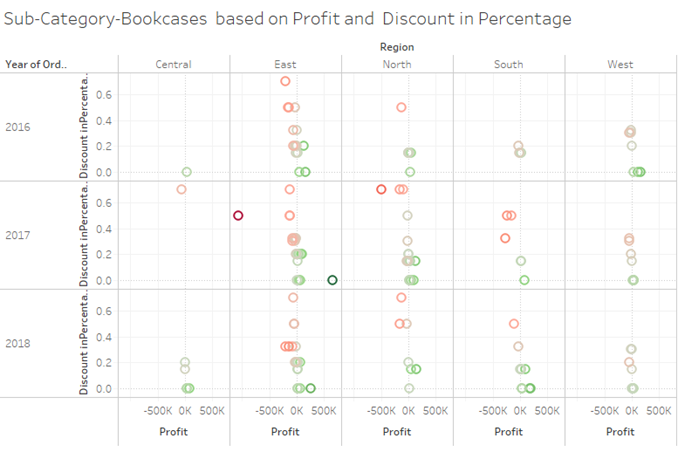 Sub-Category-Bookcases based on Profit and Discount in Percentage
Region
Year of Ord.. Central East North South West
2016
Discount inPercenta..
0.6
0.4
0.2
0.0
2017
Discount inPercenta..
0.6
0.4
0.2
0.0
2018
Discount inPercenta..
0.6
0.4
0.2
0.0
-500K 0K 500K -500K 0K 500K -500K 0K 500K -500K 0K 500K -500K 0K 500K
Profit Profit Profit Profit Profit